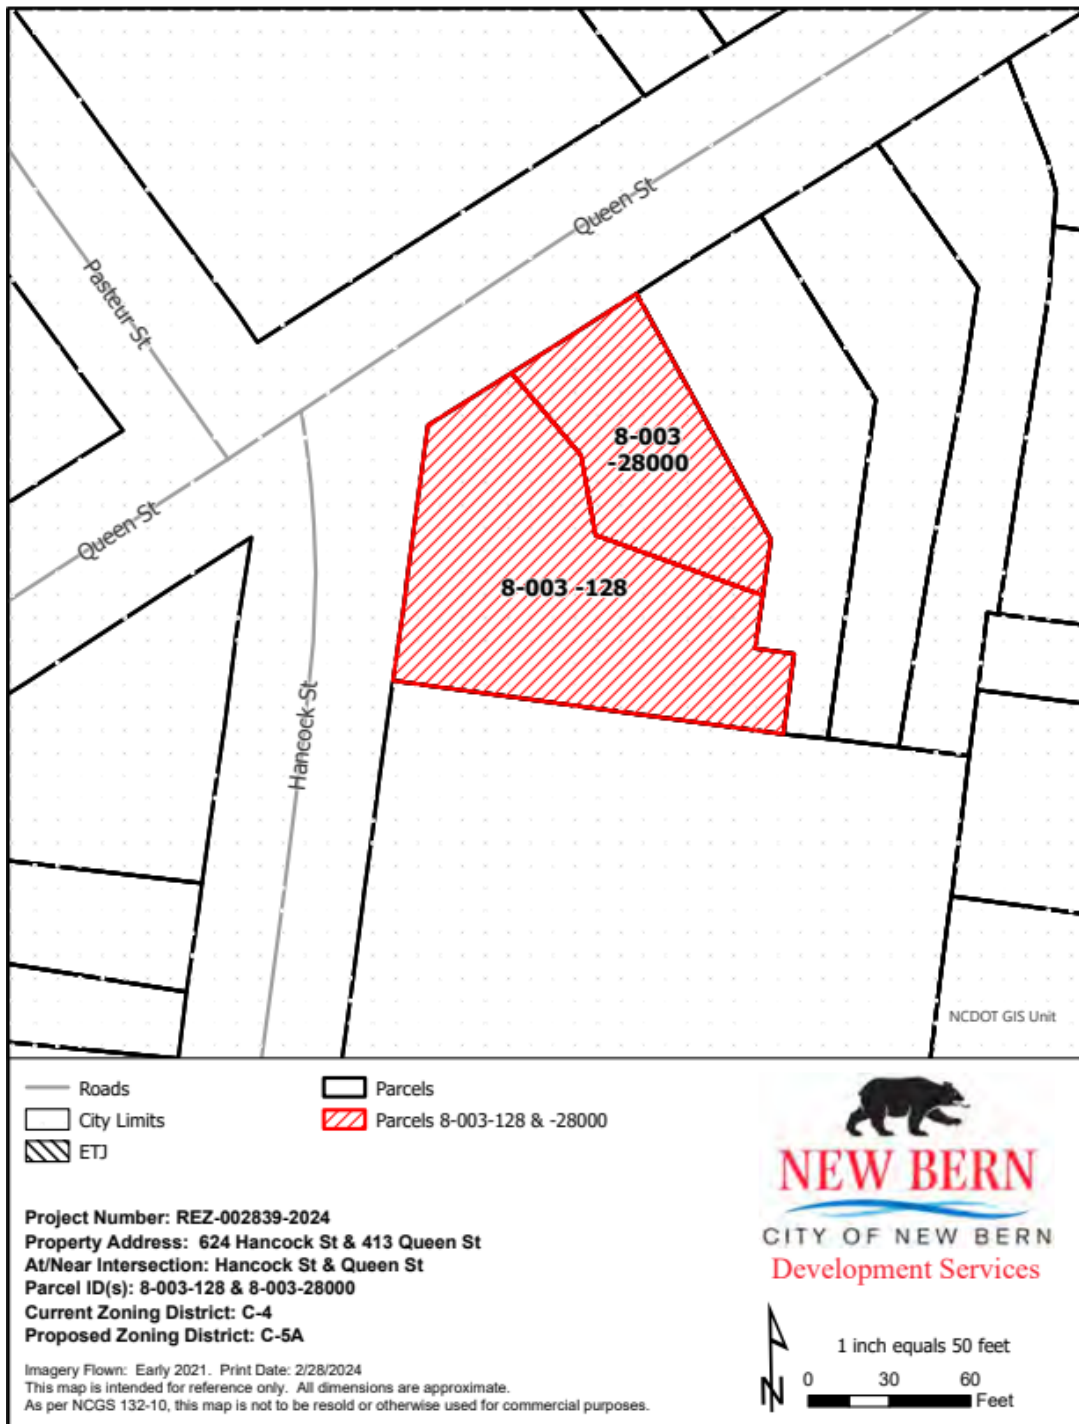 Queen St
Pasteur St
8-003
-28000
Queen St
8-003 -128
Hancock St
NCDOT GIS Unit
Roads
City Limits
ETJ
Parcels
Parcels 8-003-128 & -28000
NEW BERN
CITY OF NEW BERN
Development Services
Project Number: REZ-002839-2024
Property Address: 624 Hancock St & 413 Queen St
At/Near Intersection: Hancock St & Queen St
Parcel ID(s): 8-003-128 & 8-003-28000
Current Zoning District: C-4
Proposed Zoning District: C-5A
Imagery Flown: Early 2021. Print Date: 2/28/2024
This map is intended for reference only. All dimensions are approximate.
As per NCGS 132-10, this map is not to be resold or otherwise used for commercial purposes.
N
1 inch equals 50 feet
0 30 60
Feet